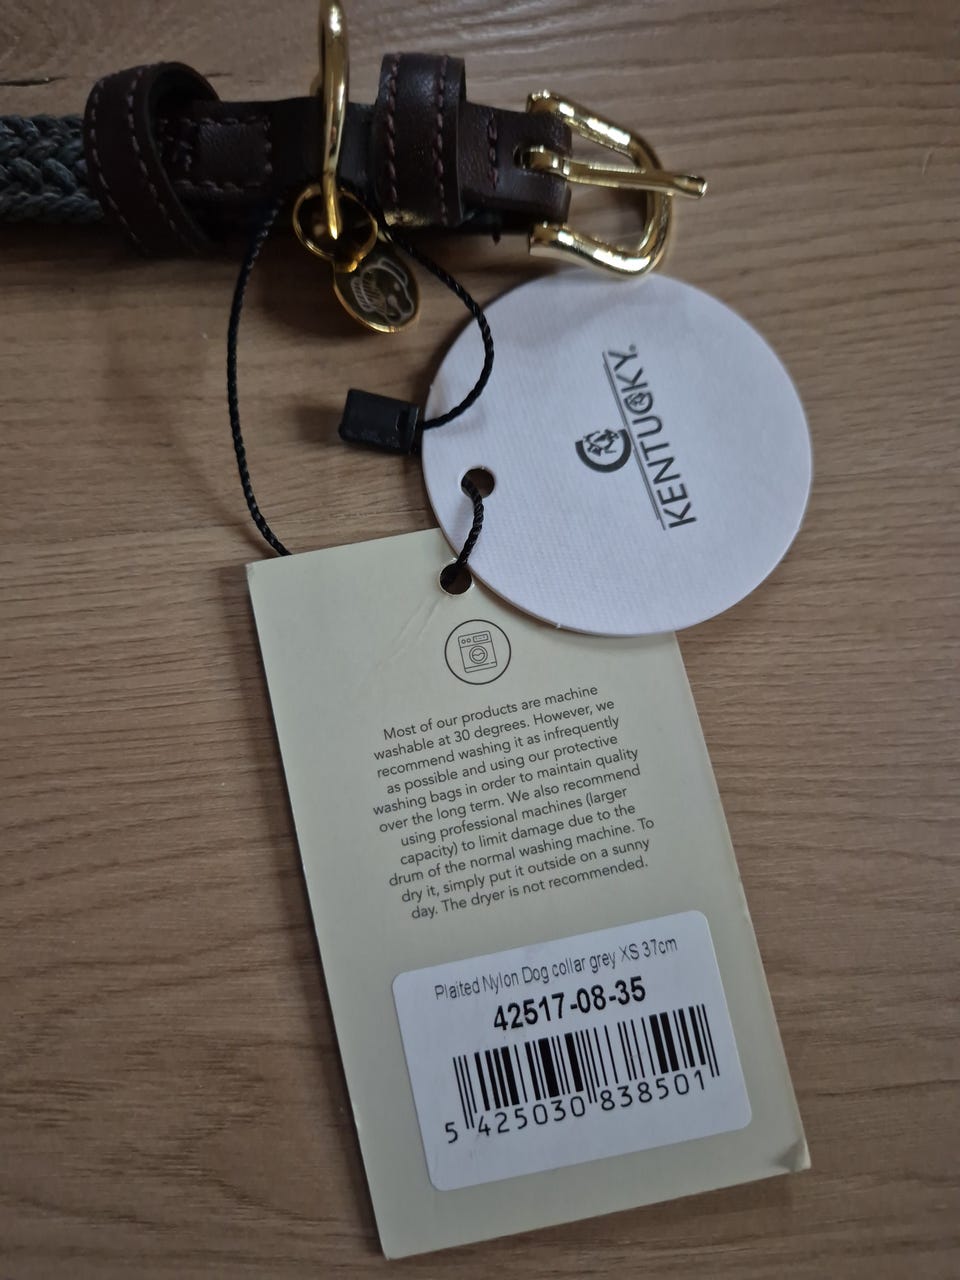 KENTUCKY®
Most of our products are machine
washable at 30 degrees. However, we
recommend washing it as infrequently
as possible and using our protective
washing bags in order to maintain quality
over the long term. We also recommend
using professional machines (larger
capacity) to limit damage due to the
drum of the normal washing machine. To
dry it, simply put it outside on a sunny
day. The dryer is not recommended.
Plaited Nylon Dog collar grey XS 37cm
42517-08-35
5 425030 838501